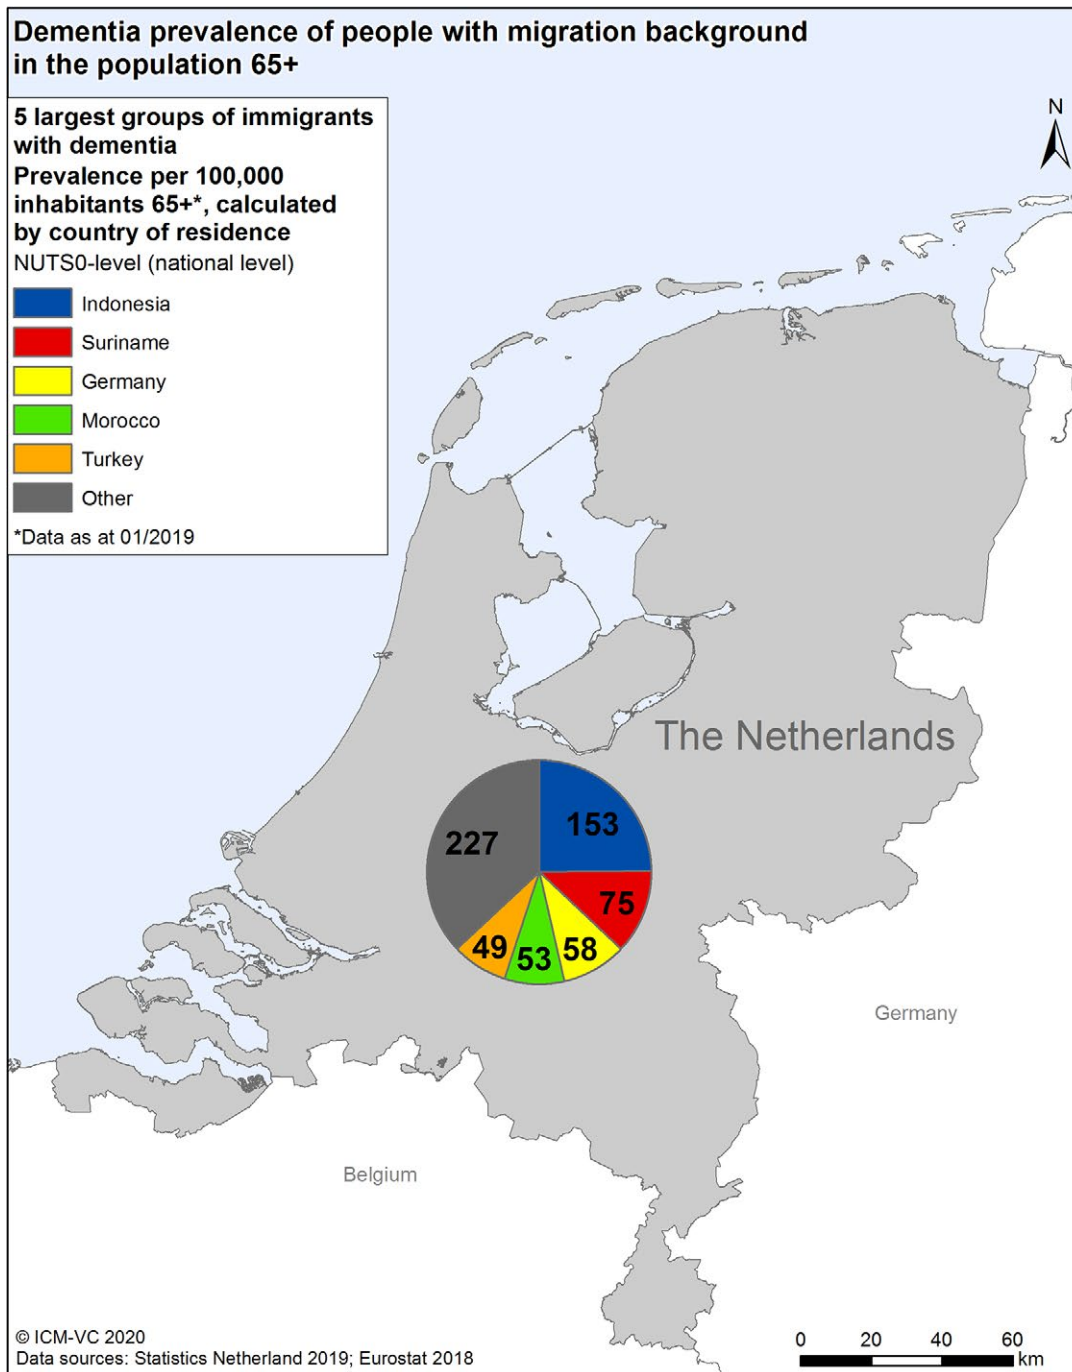 Dementia prevalence of people with migration background
in the population 65+
5 largest groups of immigrants
with dementia
Prevalence per 100,000
inhabitants 65+*, calculated
by country of residence
NUTS0-level (national level)
Indonesia
Suriname
Germany
Morocco
Turkey
Other
*Data as at 01/2019
N
The Netherlands
153
227
75
49
53
58
Germany
Belgium
© ICM-VC 2020
Data sources: Statistics Netherland 2019; Eurostat 2018
0 20 40 60
km